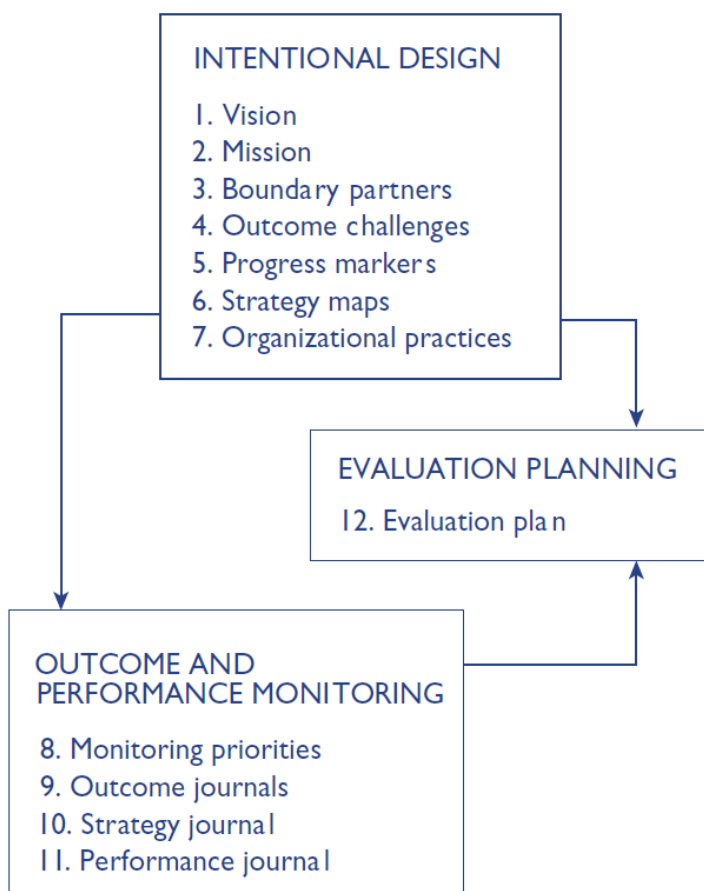 INTENTIONAL DESIGN
1. Vision
2. Mission
3. Boundary partners
4. Outcome challenges
5. Progress markers
6. Strategy maps
7. Organizational practices
EVALUATION PLANNING
12. Evaluation plan
OUTCOME AND
PERFORMANCE MONITORING
8. Monitoring priorities
9. Outcome journals
10. Strategy journal
11. Performance journal